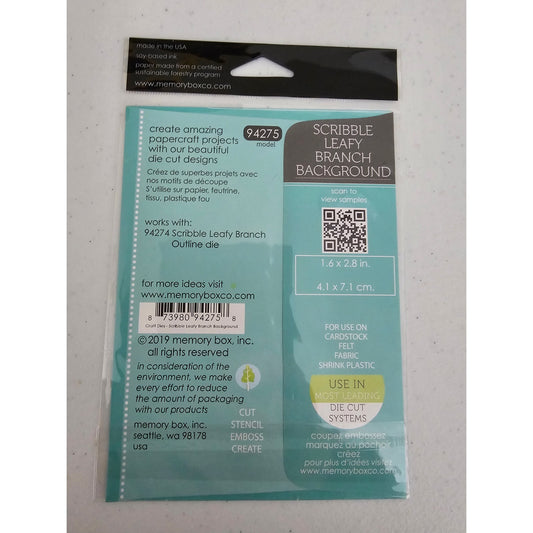 made in the USA
soy-based ink
paper made from a certified
sustainable forestry program
www.memoryboxco.com
create amazing
papercraft projects
with our beautiful
die cut designs
94275
model
Créez de superbes projets avec
nos motifs de découpe
S'utilise sur papier, feutrine,
tissu, plastique fou
works with:
94274 Scribble Leafy Branch
Outline die
for more ideas visit
www.memoryboxco.com
8 73980 94275 8
Craft Dies - Scribble Leafy Branch Background
©2019 memory box, inc.
all rights reserved
in consideration of the
environment, we make
every effort to reduce
the amount of packaging
with our products
memory box, inc.
seattle, wa 98178
usa
CUT
STENCIL
EMBOSS
CREATE
SCRIBBLE
LEAFY
BRANCH
BACKGROUND
scan to
view samples
1.6 x 2.8 in.
4.1 x 7.1 cm.
FOR USE ON
CARDSTOCK
FELT
FABRIC
SHRINK PLASTIC
USE IN
MOST LEADING
DIE CUT
SYSTEMS
coupez, embossez
marquez au pochoir
créez
pour plus d'idées visitez
www.memoryboxco.com